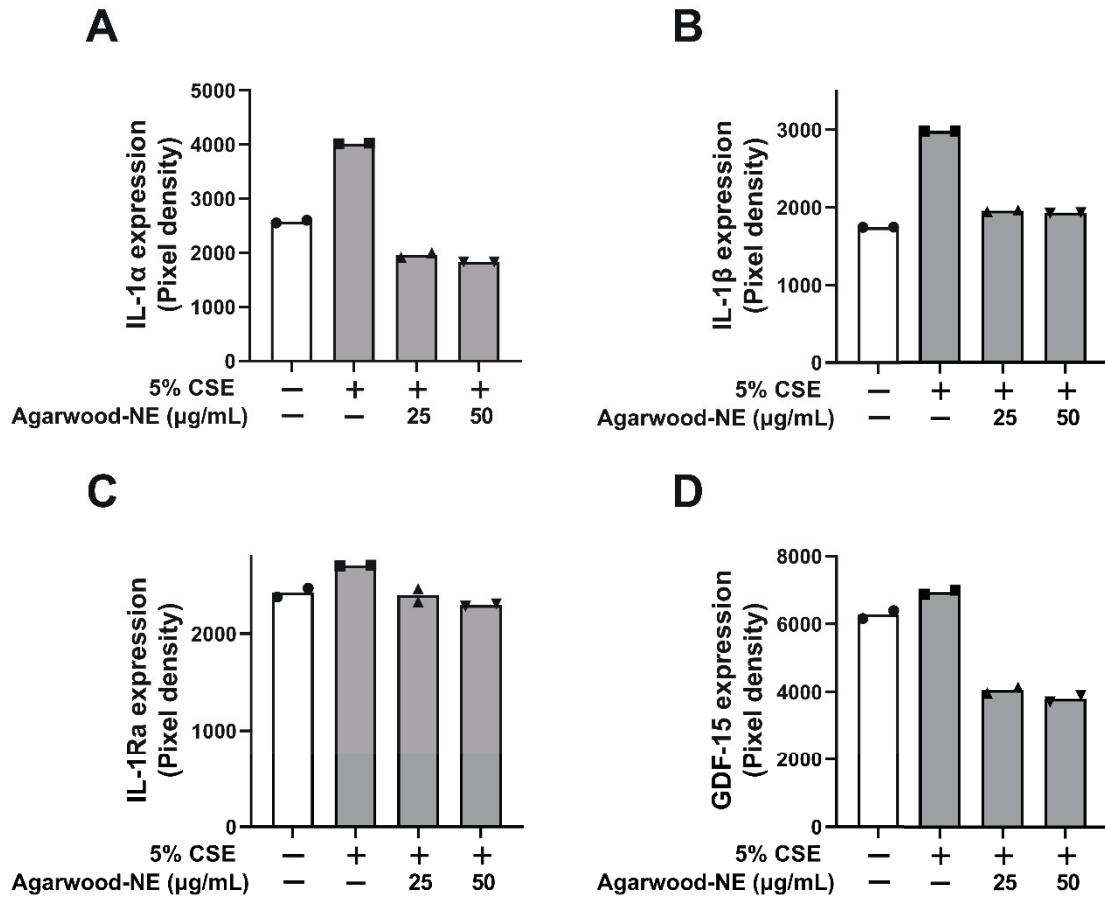 A
IL-1α expression
(Pixel density)
5000
4000
3000
2000
1000
0
5% CSE — + + +
Agarwood-NE (µg/mL) — — 25 50
B
IL-1β expression
(Pixel density)
3000
2000
1000
0
5% CSE — + + +
Agarwood-NE (µg/mL) — — 25 50
C
IL-1Ra expression
(Pixel density)
2000
1000
0
5% CSE — + + +
Agarwood-NE (µg/mL) — — 25 50
D
GDF-15 expression
(Pixel density)
8000
6000
4000
2000
0
5% CSE — + + +
Agarwood-NE (µg/mL) — — 25 50